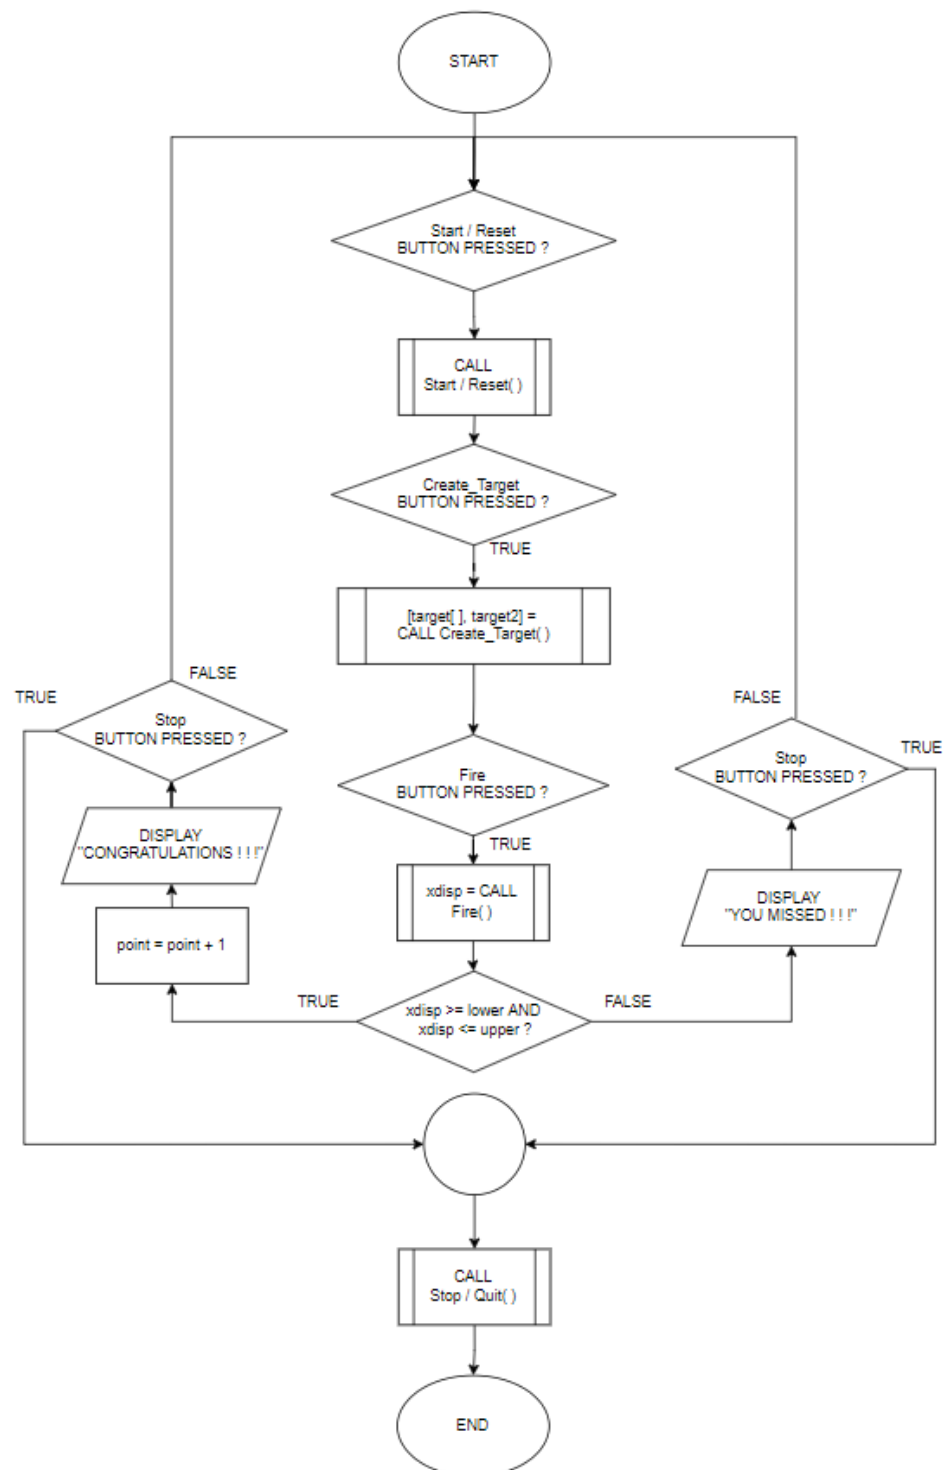 START
Start / Reset
BUTTON PRESSED ?
CALL
Start / Reset( )
Create_Target
BUTTON PRESSED ?
TRUE
[target[ ], target2] =
CALL Create_Target( )
FALSE
TRUE
Stop
BUTTON PRESSED ?
FALSE
TRUE
Stop
BUTTON PRESSED ?
Fire
BUTTON PRESSED ?
TRUE
DISPLAY
"CONGRATULATIONS ! ! !"
xdisp = CALL
Fire( )
DISPLAY
"YOU MISSED ! ! !"
point = point + 1
TRUE
xdisp >= lower AND
xdisp <= upper ?
FALSE
CALL
Stop / Quit( )
END